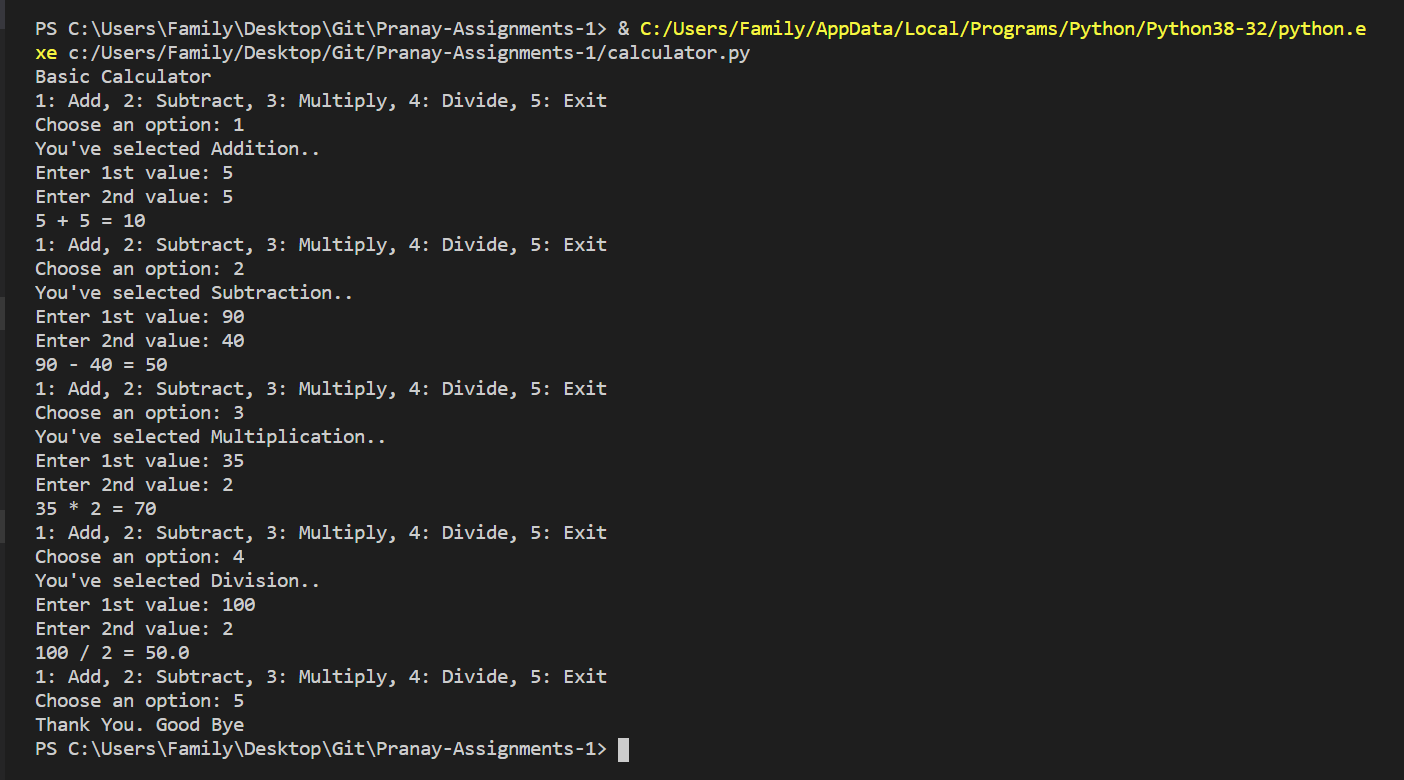 PS C:\Users\Family\Desktop\Git\Pranay-Assignments-1> & C:/Users/Family/AppData/Local/Programs/Python/Python38-32/python.e
xe c:/Users/Family/Desktop/Git/Pranay-Assignments-1/calculator.py
Basic Calculator
1: Add, 2: Subtract, 3: Multiply, 4: Divide, 5: Exit
Choose an option: 1
You've selected Addition..
Enter 1st value: 5
Enter 2nd value: 5
5 + 5 = 10
1: Add, 2: Subtract, 3: Multiply, 4: Divide, 5: Exit
Choose an option: 2
You've selected Subtraction..
Enter 1st value: 90
Enter 2nd value: 40
90 - 40 = 50
1: Add, 2: Subtract, 3: Multiply, 4: Divide, 5: Exit
Choose an option: 3
You've selected Multiplication..
Enter 1st value: 35
Enter 2nd value: 2
35 * 2 = 70
1: Add, 2: Subtract, 3: Multiply, 4: Divide, 5: Exit
Choose an option: 4
You've selected Division..
Enter 1st value: 100
Enter 2nd value: 2
100 / 2 = 50.0
1: Add, 2: Subtract, 3: Multiply, 4: Divide, 5: Exit
Choose an option: 5
Thank You. Good Bye
PS C:\Users\Family\Desktop\Git\Pranay-Assignments-1>